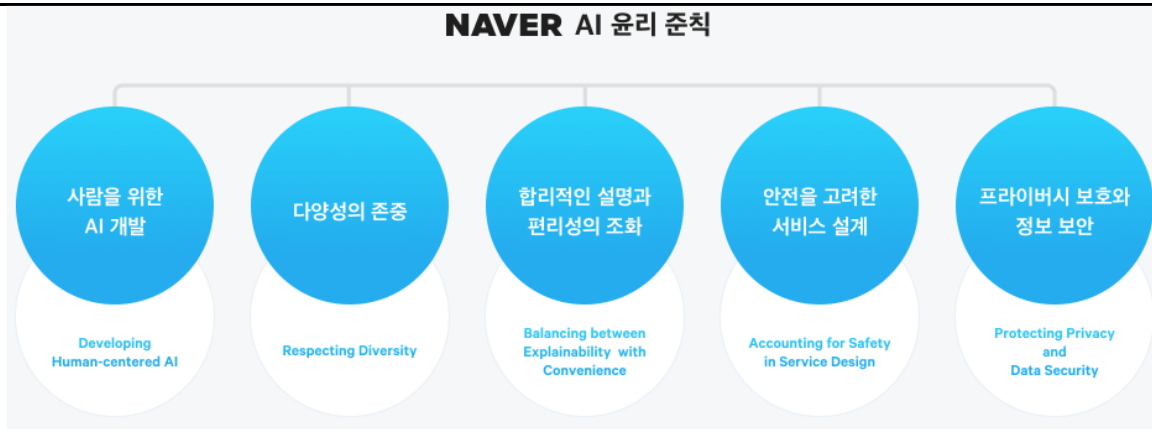 NAVER AI 윤리 준칙
사람을 위한
AI 개발
다양성의 존중
합리적인 설명과
편리성의 조화
안전을 고려한
서비스 설계
프라이버시 보호와
정보 보안
Developing
Human-centered AI
Respecting Diversity
Balancing between
Explainability with
Convenience
Accounting for Safety
in Service Design
Protecting Privacy
and
Data Security